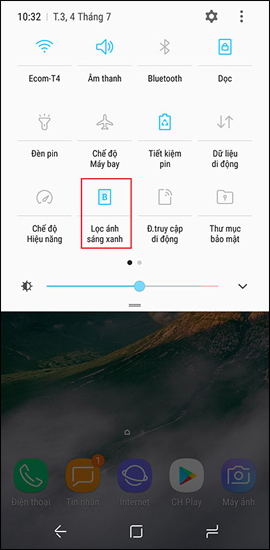 10:32 | T.3, 4 Tháng 7
Ecom-T4 Âm thanh Bluetooth Dọc
Đèn pin Chế độ Tiết kiệm Dữ liệu
Máy bay pin di động
B
Chế độ Lọc ánh Đ.truy cập Thư mục
Hiệu năng sáng xanh di động bảo mật
1
Điện thoại Tin nhắn Internet CH Play Máy ảnh